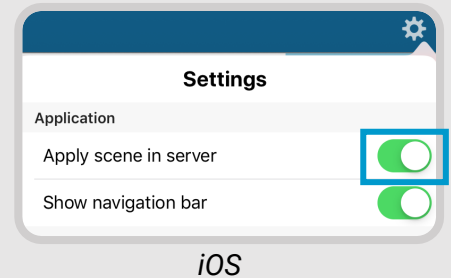 Settings
Application
Apply scene in server
Show navigation bar
iOS